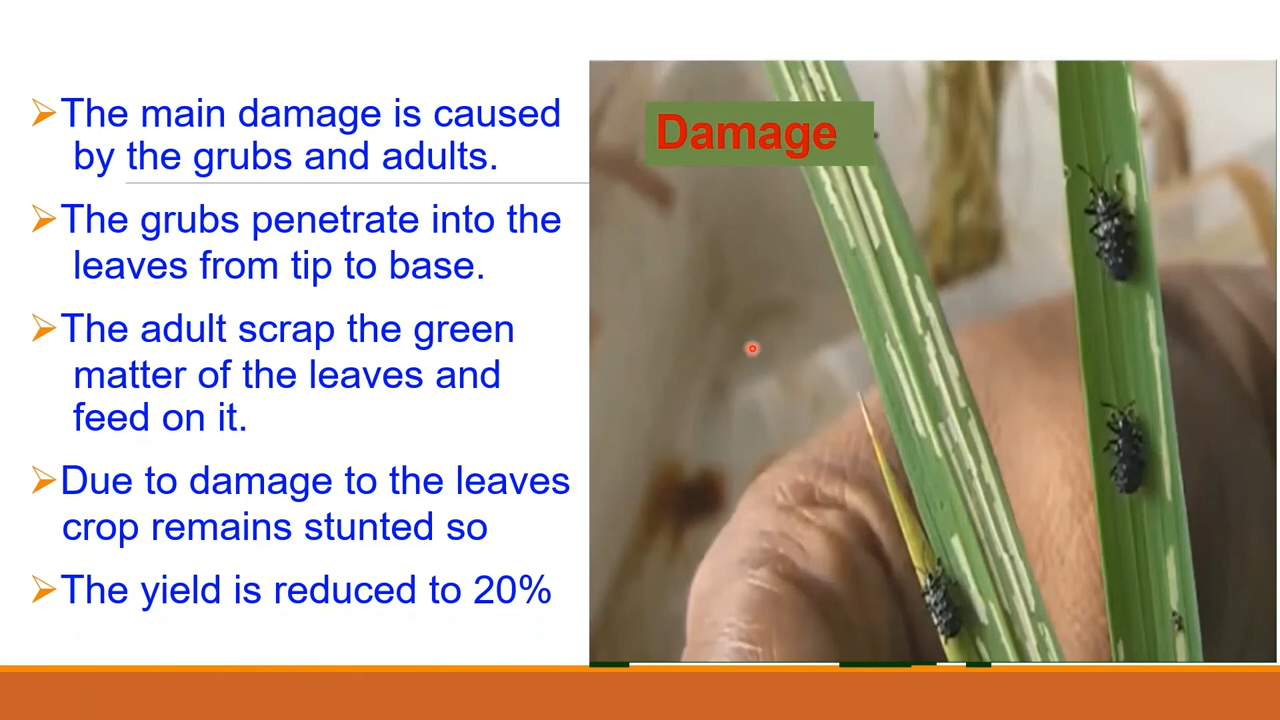 The main damage is caused
by the grubs and adults.
The grubs penetrate into the
leaves from tip to base.
The adult scrap the green
matter of the leaves and
feed on it.
Due to damage to the leaves
crop remains stunted so
The yield is reduced to 20%
Damage